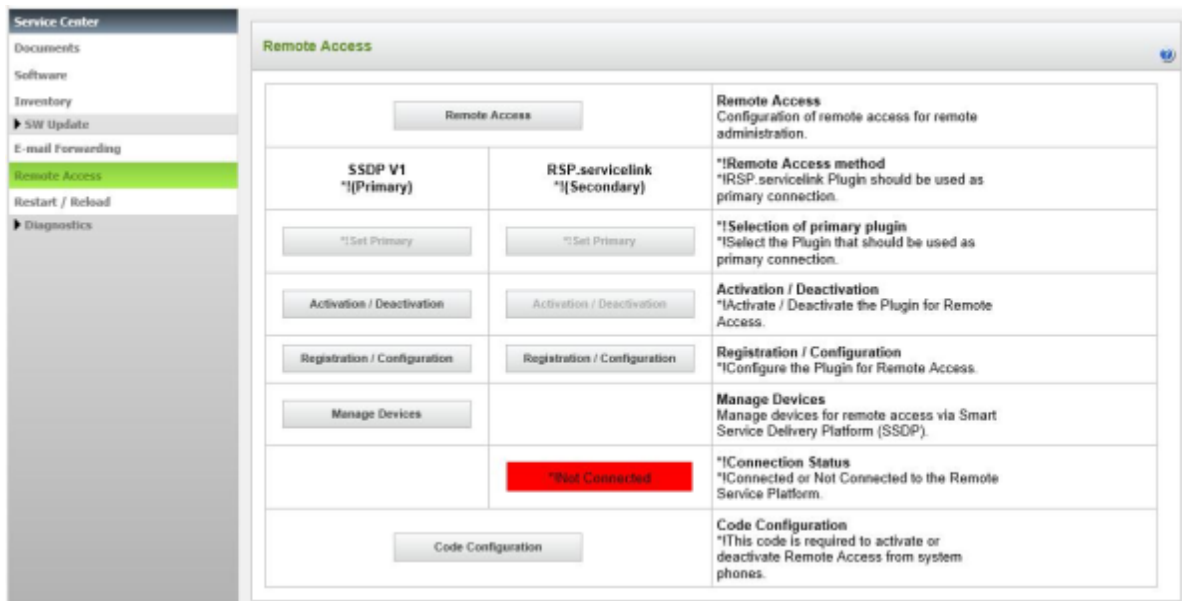 Service Center
Documents
Software
Inventory
SW Update
E-mail Forwarding
Remote Access
Restart / Reload
Diagnostics
Remote Access
Remote Access
Remote Access
Configuration of remote access for remote
administration.
SSDP V1
*!(Primary)
RSP.servicelink
*!(Secondary)
*!Remote Access method
*!RSP.servicelink Plugin should be used as
primary connection.
*!Set Primary
*!Set Primary
*!Selection of primary plugin
*!Select the Plugin that should be used as
primary connection.
Activation / Deactivation
Activation / Deactivation
Activation / Deactivation
*!Activate / Deactivate the Plugin for Remote
Access.
Registration / Configuration
Registration / Configuration
Registration / Configuration
*!Configure the Plugin for Remote Access.
Manage Devices
Manage Devices
Manage devices for remote access via Smart
Service Delivery Platform (SSDP).
*!Not Connected
*!Connection Status
*!Connected or Not Connected to the Remote
Service Platform.
Code Configuration
Code Configuration
*!This code is required to activate or
deactivate Remote Access from system
phones.